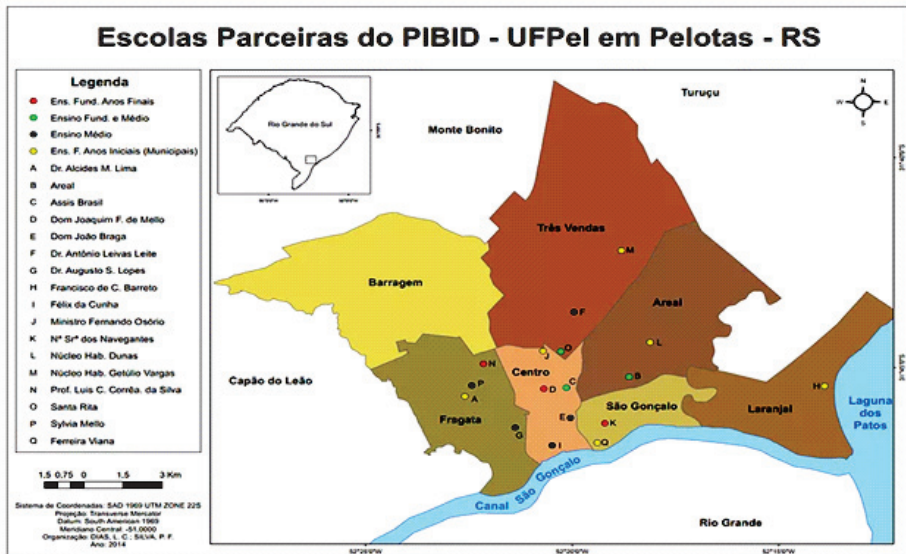 Escolas Parceiras do PIBID - UFPel em Pelotas - RS
Legenda
Ens. Fund. Anos Finais
Ensino Fund. e Médio
Ensino Médio
Ens. F. Anos Iniciais (Municipais)
A Dr. Alcides M. Lima
B Areal
C Assis Brasil
D Dom Joaquim F. de Mello
E Dom João Braga
F Dr. Antônio Leivas Leite
G Dr. Augusto S. Lopes
H Francisco de C. Barreto
I Félix da Cunha
J Ministro Fernando Osório
K Nª Srª dos Navegantes
L Núcleo Hab. Dunas
M Núcleo Hab. Getúlio Vargas
N Prof. Luis C. Corrêa. da Silva
O Santa Rita
P Sylvia Mello
Q Ferreira Viana
1.5 0.75 0 1.5 3 Km
Sistema de Coordenadas: SAD 1969 UTM ZONE 22S
Projeção: Transverse Mercator
Datum: South American 1969
Meridiano Central: -51,0000
Organização: DIAS, L. C.; SILVA, P. F.
Ano: 2014
Rio Grande do Sul
Turuçu
N
W E
S
Monte Bonito
Três Vendas
M
Barragem
F
Areal
L
J O
Centro
N
Capão do Leão
P
D C
B
H
A
Fragata
São Gonçalo
Laranjal
Laguna
dos
Patos
E
K
G
I
Q
Canal São Gonçalo
Rio Grande